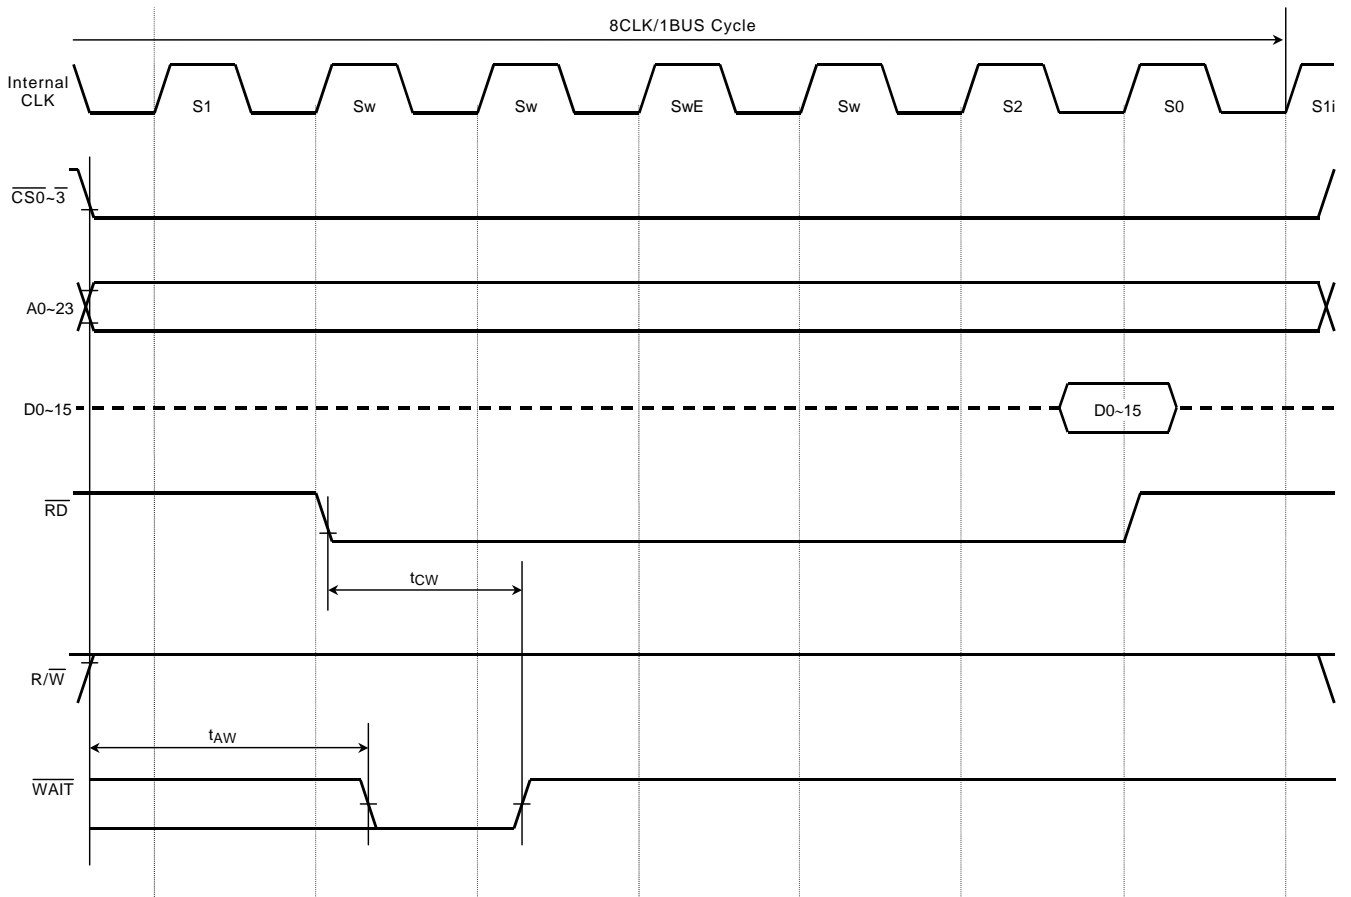 8CLK/1BUS Cycle
Internal
CLK
S1 Sw Sw SwE Sw S2 S0 S1i
CS0~3
A0~23
D0~15
D0~15
RD
tCW
R/W
tAW
WAIT